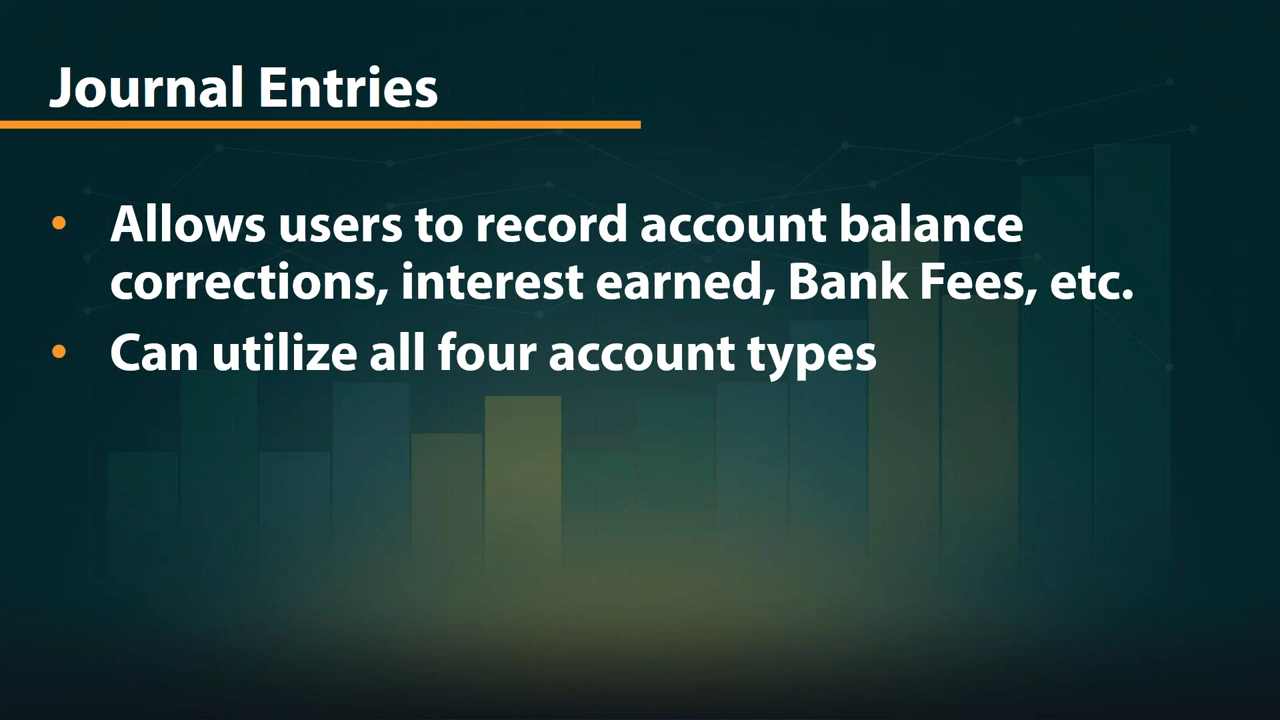 Journal Entries
• Allows users to record account balance
corrections, interest earned, Bank Fees, etc.
• Can utilize all four account types